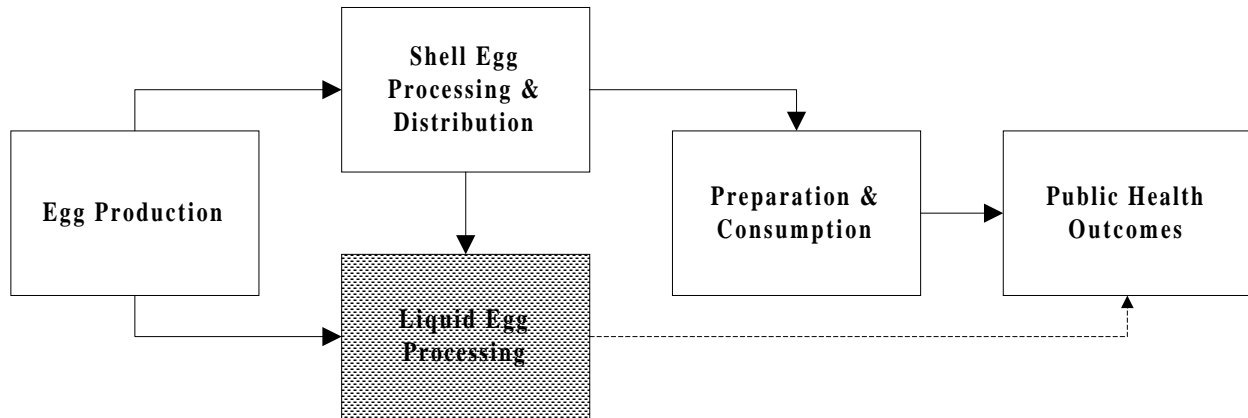 Egg Production
Shell Egg
Processing &
Distribution
Liquid Egg
Processing
Preparation &
Consumption
Public Health
Outcomes